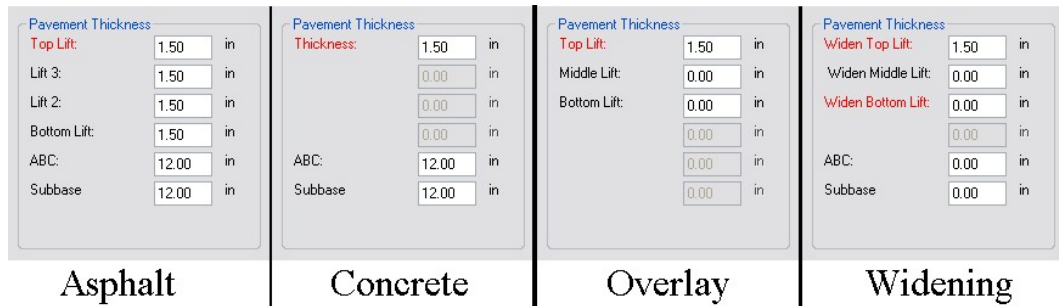 Pavement Thickness
Top Lift: 1.50 in
Lift 3: 1.50 in
Lift 2: 1.50 in
Bottom Lift: 1.50 in
ABC: 12.00 in
Subbase 12.00 in
Asphalt
Pavement Thickness
Thickness: 1.50 in
0.00 in
0.00 in
0.00 in
ABC: 12.00 in
Subbase 12.00 in
Concrete
Pavement Thickness
Top Lift: 1.50 in
Middle Lift: 0.00 in
Bottom Lift: 0.00 in
0.00 in
0.00 in
0.00 in
Overlay
Pavement Thickness
Widen Top Lift: 1.50 in
Widen Middle Lift: 0.00 in
Widen Bottom Lift: 0.00 in
0.00 in
ABC: 0.00 in
Subbase 0.00 in
Widening